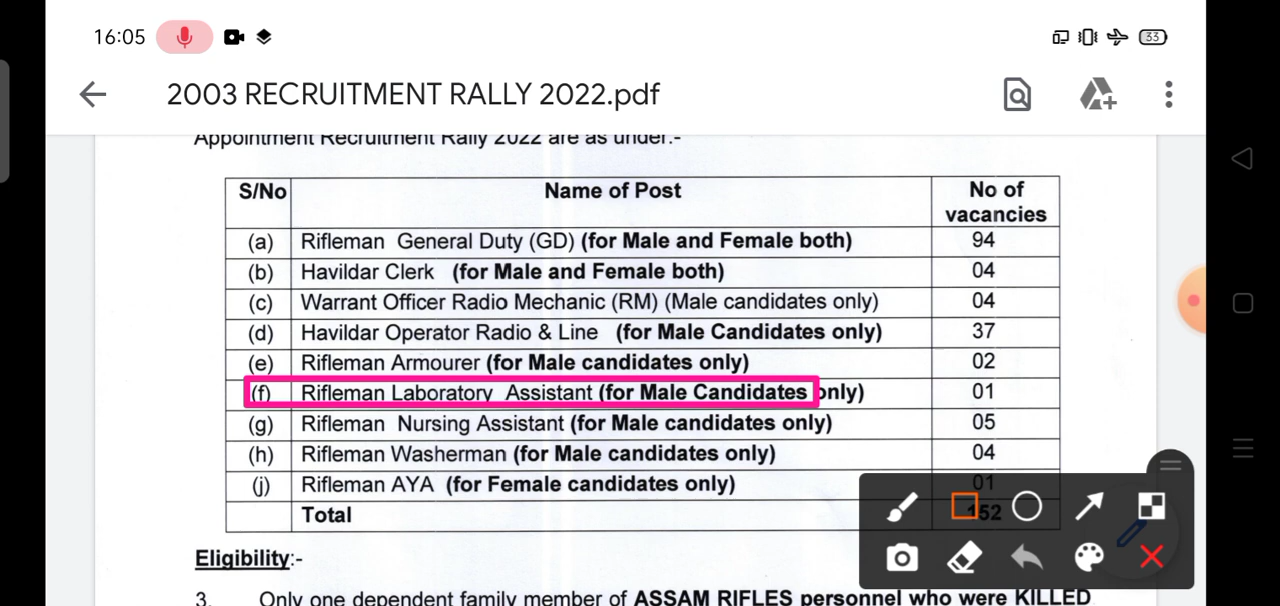 16:05
33
2003 RECRUITMENT RALLY 2022.pdf
Appointment Recruitment Rally 2022 are as under:-
S/No Name of Post No of vacancies
(a) Rifleman General Duty (GD) (for Male and Female both) 94
(b) Havildar Clerk (for Male and Female both) 04
(c) Warrant Officer Radio Mechanic (RM) (Male candidates only) 04
(d) Havildar Operator Radio & Line (for Male Candidates only) 37
(e) Rifleman Armourer (for Male candidates only) 02
(f) Rifleman Laboratory Assistant (for Male Candidates only) 01
(g) Rifleman Nursing Assistant (for Male candidates only) 05
(h) Rifleman Washerman (for Male candidates only) 04
(j) Rifleman AYA (for Female candidates only) 01
Total 152
Eligibility:-
3. Only one dependent family member of ASSAM RIFLES personnel who were KILLED